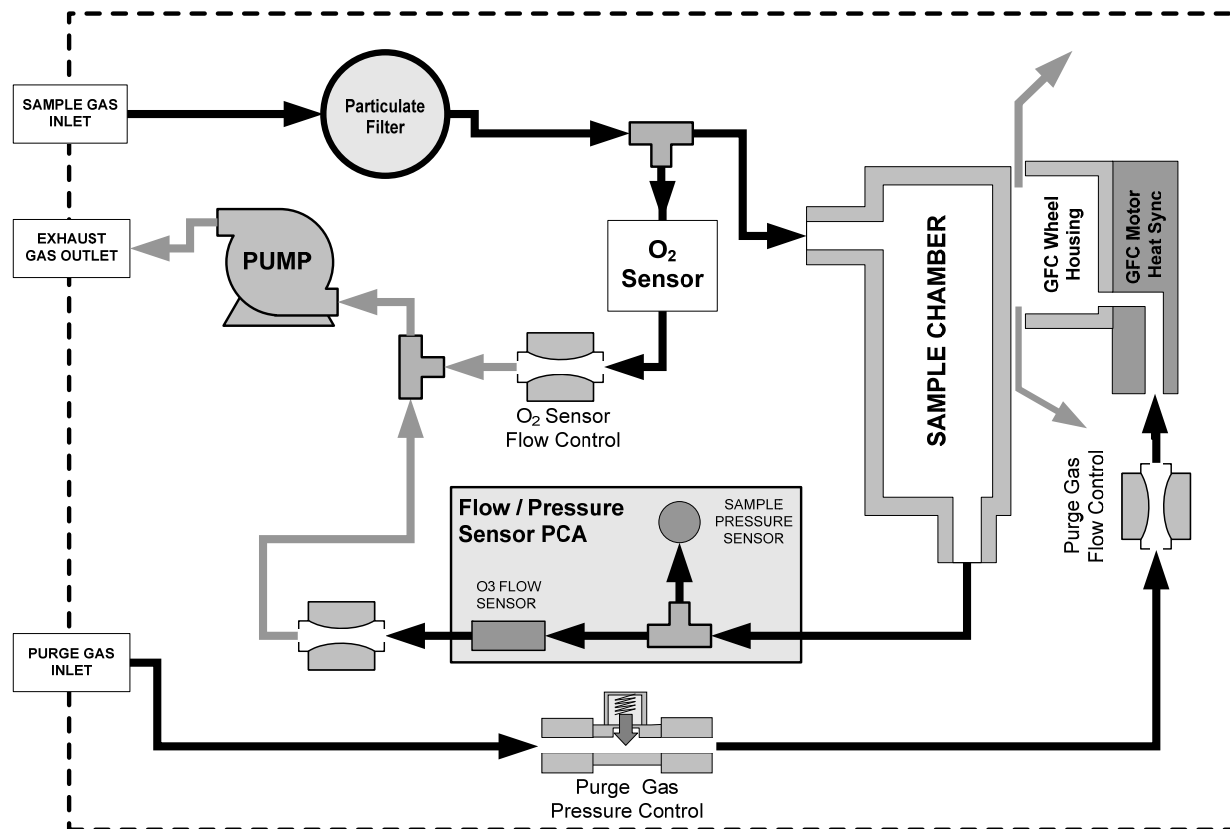 SAMPLE GAS
INLET
Particulate
Filter
EXHAUST
GAS OUTLET
PUMP
O₂
Sensor
SAMPLE CHAMBER
GFC Wheel
Housing
GFC Motor
Heat Sync
O₂ Sensor
Flow Control
Flow / Pressure
Sensor PCA
SAMPLE
PRESSURE
SENSOR
O3 FLOW
SENSOR
Purge Gas
Flow Control
PURGE GAS
INLET
Purge Gas
Pressure Control